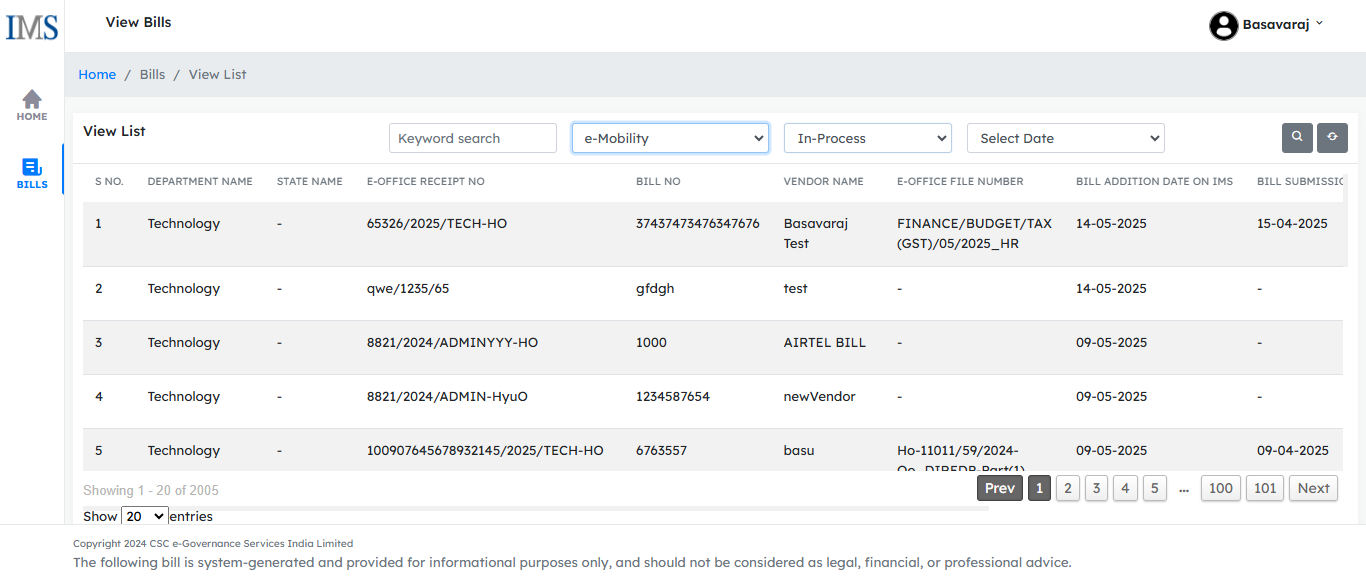 IMS
View Bills
Basavaraj
Home / Bills / View List
HOME
BILLS
View List
Keyword search
e-Mobility
In-Process
Select Date
S NO. DEPARTMENT NAME STATE NAME E-OFFICE RECEIPT NO BILL NO VENDOR NAME E-OFFICE FILE NUMBER BILL ADDITION DATE ON IMS BILL SUBMISSIO
1 Technology - 65326/2025/TECH-HO 37437473476347676 Basavaraj FINANCE/BUDGET/TAX 14-05-2025 15-04-2025
Test (GST)/05/2025_HR
2 Technology - qwe/1235/65 gfdgh test - 14-05-2025 -
3 Technology - 8821/2024/ADMINYYY-HO 1000 AIRTEL BILL - 09-05-2025 -
4 Technology - 8821/2024/ADMIN-HyuO 1234587654 newVendor - 09-05-2025 -
5 Technology - 100907645678932145/2025/TECH-HO 6763557 basu Ho-11011/59/2024- 09-05-2025 09-04-2025
Showing 1 - 20 of 2005
Prev 1 2 3 4 5 ... 100 101 Next
Show 20 entries
Copyright 2024 CSC e-Governance Services India Limited
The following bill is system-generated and provided for informational purposes only, and should not be considered as legal, financial, or professional advice.